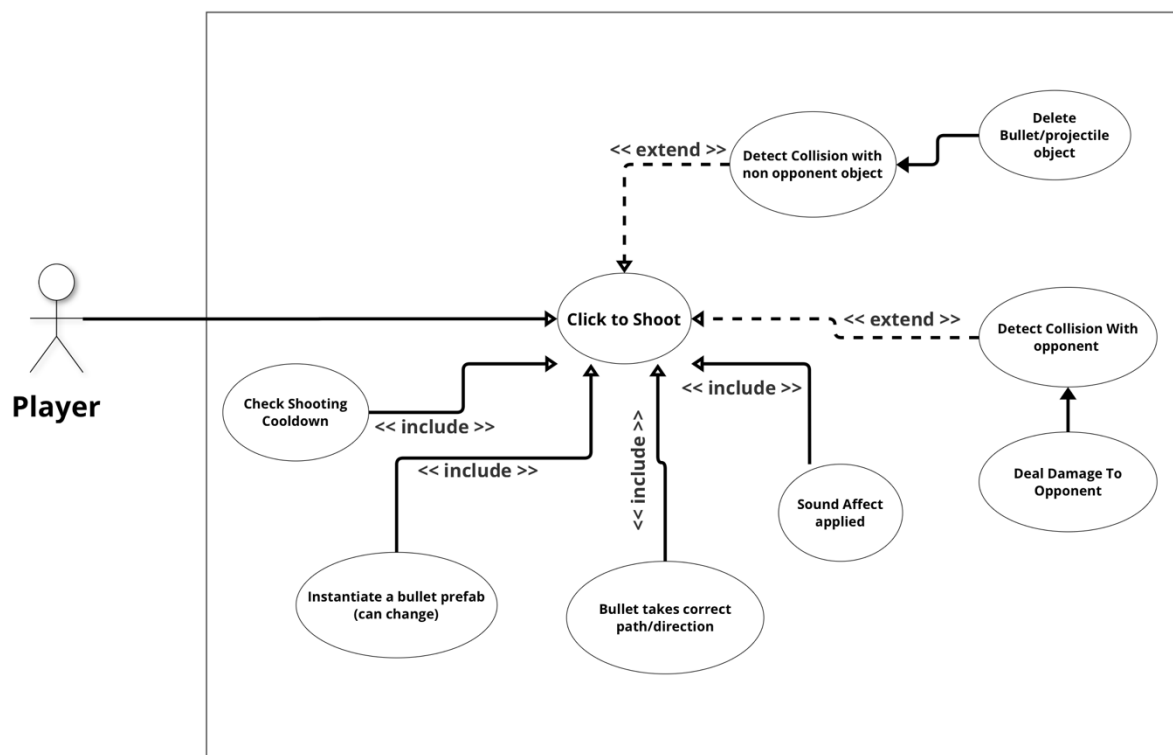 Delete
Bullet/projectile
object
<< extend >>
Detect Collision with
non opponent object
Click to Shoot
<< extend >>
Detect Collision With
opponent
Player
Check Shooting
Cooldown
<< include >>
<< include >>
<< include >>
<< include >>
Deal Damage To
Opponent
Sound Affect
applied
Instantiate a bullet prefab
(can change)
Bullet takes correct
path/direction